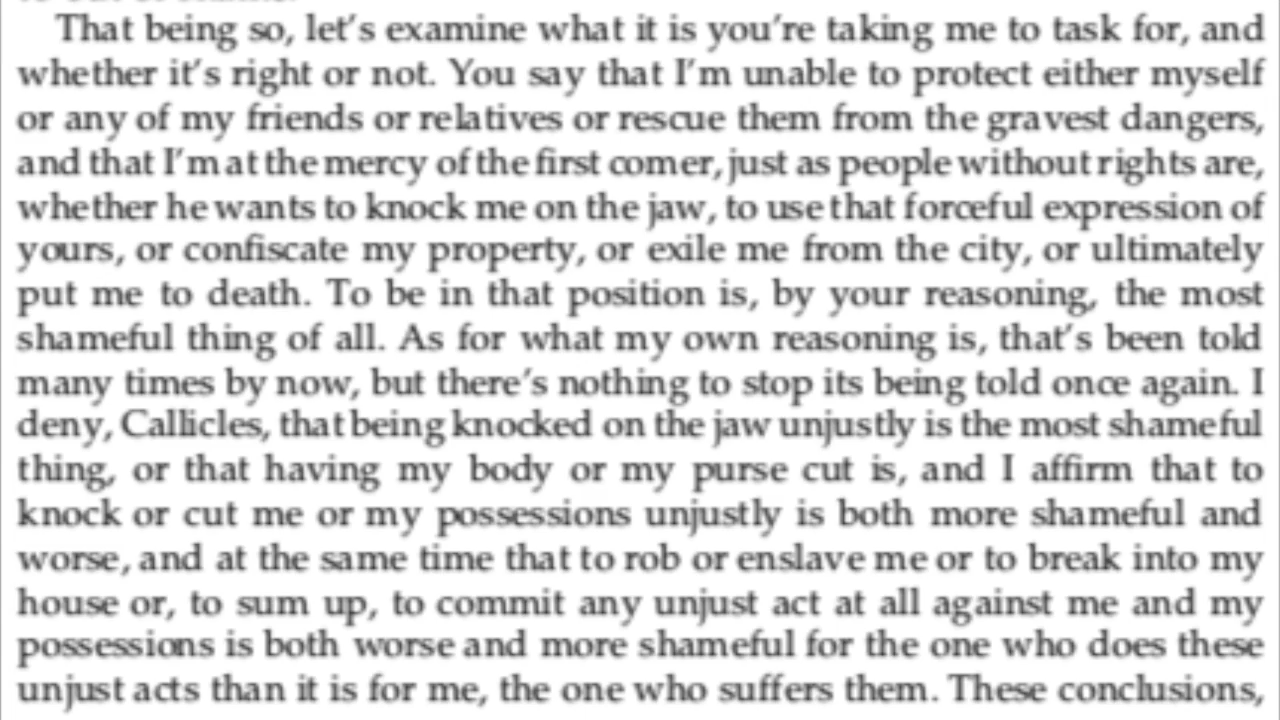 That being so, let's examine what it is you're taking me to task for, and
whether it's right or not. You say that I'm unable to protect either myself
or any of my friends or relatives or rescue them from the gravest dangers,
and that I'm at the mercy of the first comer, just as people without rights are,
whether he wants to knock me on the jaw, to use that forceful expression of
yours, or confiscate my property, or exile me from the city, or ultimately
put me to death. To be in that position is, by your reasoning, the most
shameful thing of all. As for what my own reasoning is, that's been told
many times by now, but there's nothing to stop its being told once again. I
deny, Callicles, that being knocked on the jaw unjustly is the most shameful
thing, or that having my body or my purse cut is, and I affirm that to
knock or cut me or my possessions unjustly is both more shameful and
worse, and at the same time that to rob or enslave me or to break into my
house or, to sum up, to commit any unjust act at all against me and my
possessions is both worse and more shameful for the one who does these
unjust acts than it is for me, the one who suffers them. These conclusions,